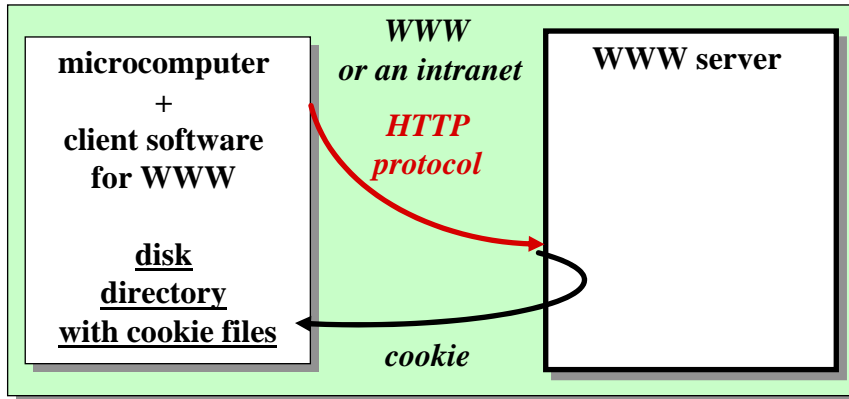 microcomputer
+
client software
for WWW
disk
directory
with cookie files
WWW
or an intranet
HTTP
protocol
cookie
WWW server